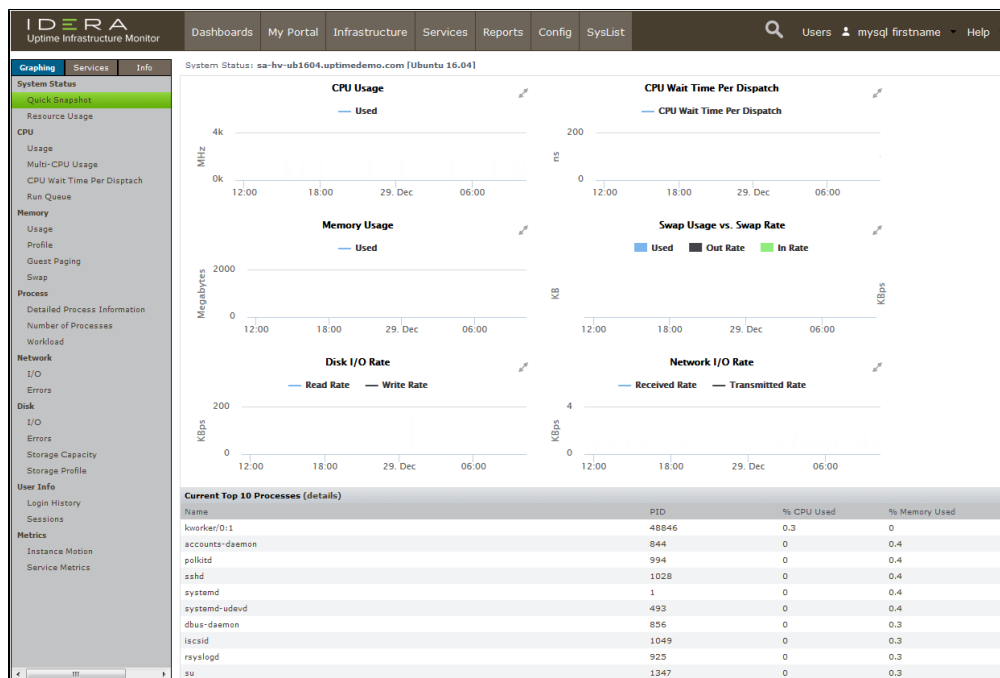 IDERA
Uptime Infrastructure Monitor
Dashboards My Portal Infrastructure Services Reports Config SysList
Users mysql firstname Help
Graphing Services Info
System Status
Quick Snapshot
Resource Usage
CPU
Usage
Multi-CPU Usage
CPU Wait Time Per Disptach
Run Queue
Memory
Usage
Profile
Guest Paging
Swap
Process
Detailed Process Information
Number of Processes
Workload
Network
I/O
Errors
Disk
I/O
Errors
Storage Capacity
Storage Profile
User Info
Login History
Sessions
Metrics
Instance Motion
Service Metrics
System Status: sa-hv-ub1604.uptimedemo.com [Ubuntu 16.04]
CPU Usage
Used
4k
MHz
0k
12:00 18:00 29. Dec 06:00
CPU Wait Time Per Dispatch
CPU Wait Time Per Dispatch
200
ns
0
12:00 18:00 29. Dec 06:00
Memory Usage
Used
2000
Megabytes
0
12:00 18:00 29. Dec 06:00
Swap Usage vs. Swap Rate
Used Out Rate In Rate
KB
KBps
12:00 18:00 29. Dec 06:00
Disk I/O Rate
Read Rate Write Rate
200
KBps
0
12:00 18:00 29. Dec 06:00
Network I/O Rate
Received Rate Transmitted Rate
4
KBps
0
12:00 18:00 29. Dec 06:00
Current Top 10 Processes (details)
Name PID % CPU Used % Memory Used
kworker/0:1 48846 0.3 0
accounts-daemon 844 0 0.4
polkitd 994 0 0.4
sshd 1028 0 0.4
systemd 1 0 0.4
systemd-udevd 493 0 0.4
dbus-daemon 856 0 0.3
iscsid 1049 0 0.3
rsyslogd 925 0 0.3
su 1347 0 0.3